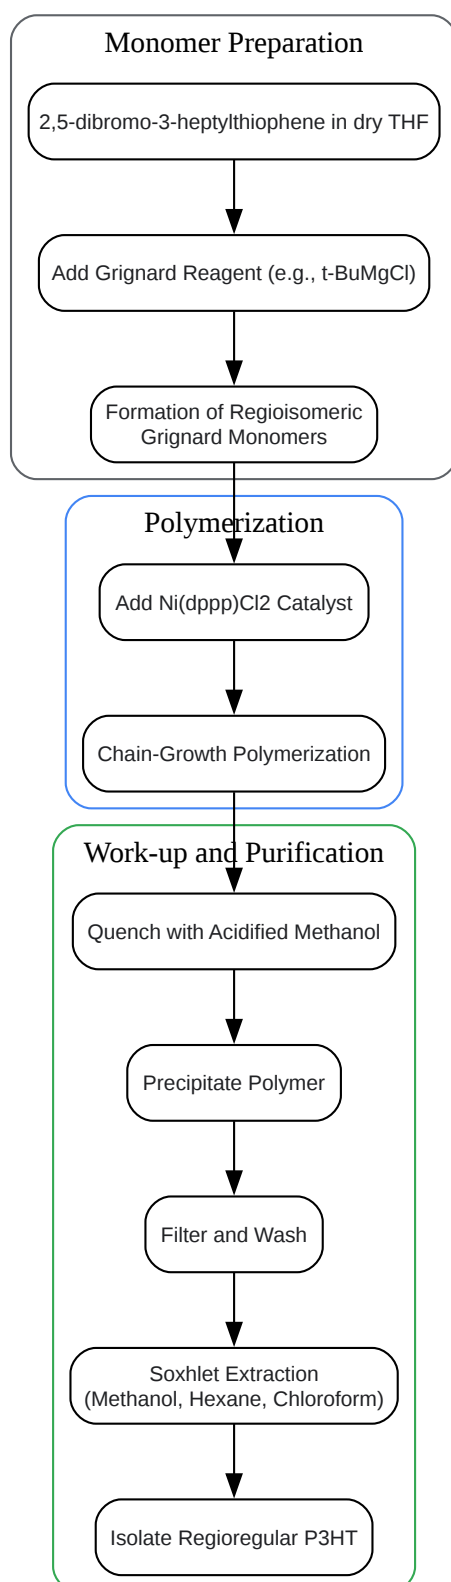 Monomer Preparation
2,5-dibromo-3-heptylthiophene in dry THF
Add Grignard Reagent (e.g., t-BuMgCl)
Formation of Regioisomeric
Grignard Monomers
Polymerization
Add Ni(dppp)Cl2 Catalyst
Chain-Growth Polymerization
Work-up and Purification
Quench with Acidified Methanol
Precipitate Polymer
Filter and Wash
Soxhlet Extraction
(Methanol, Hexane, Chloroform)
Isolate Regioregular P3HT